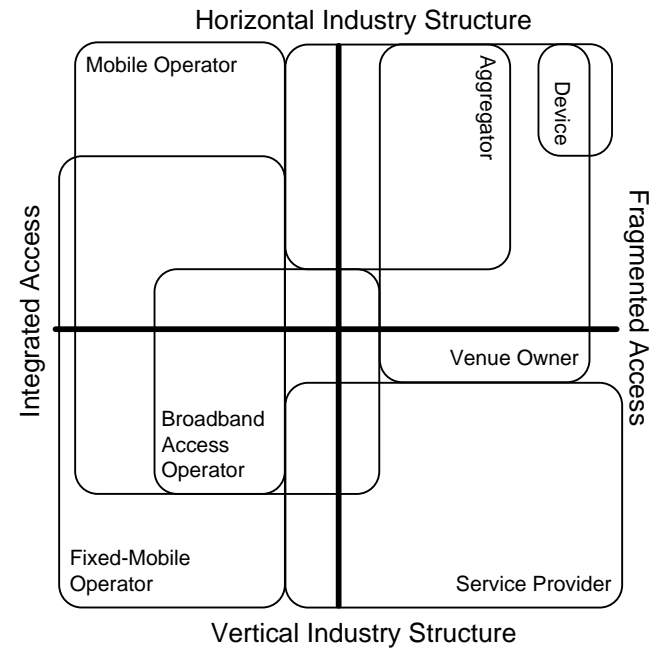 Horizontal Industry Structure
Mobile Operator
Aggregator
Device
Integrated Access
Fragmented Access
Venue Owner
Broadband
Access
Operator
Fixed-Mobile
Operator
Service Provider
Vertical Industry Structure